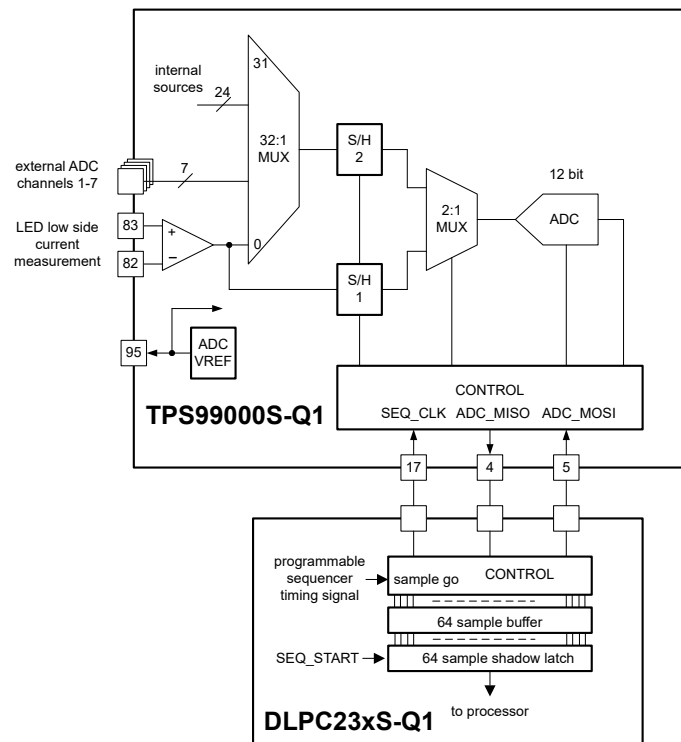 31
internal
sources
24
32:1
MUX
S/H
2
external ADC
channels 1-7
7
12 bit
2:1
MUX
ADC
LED low side
current
measurement
83
+
82
−
0
S/H
1
95
ADC
VREF
CONTROL
TPS99000S-Q1
SEQ_CLK ADC_MISO ADC_MOSI
17
4
5
programmable
sequencer
timing signal
sample go
CONTROL
64 sample buffer
SEQ_START
64 sample shadow latch
to processor
DLPC23xS-Q1